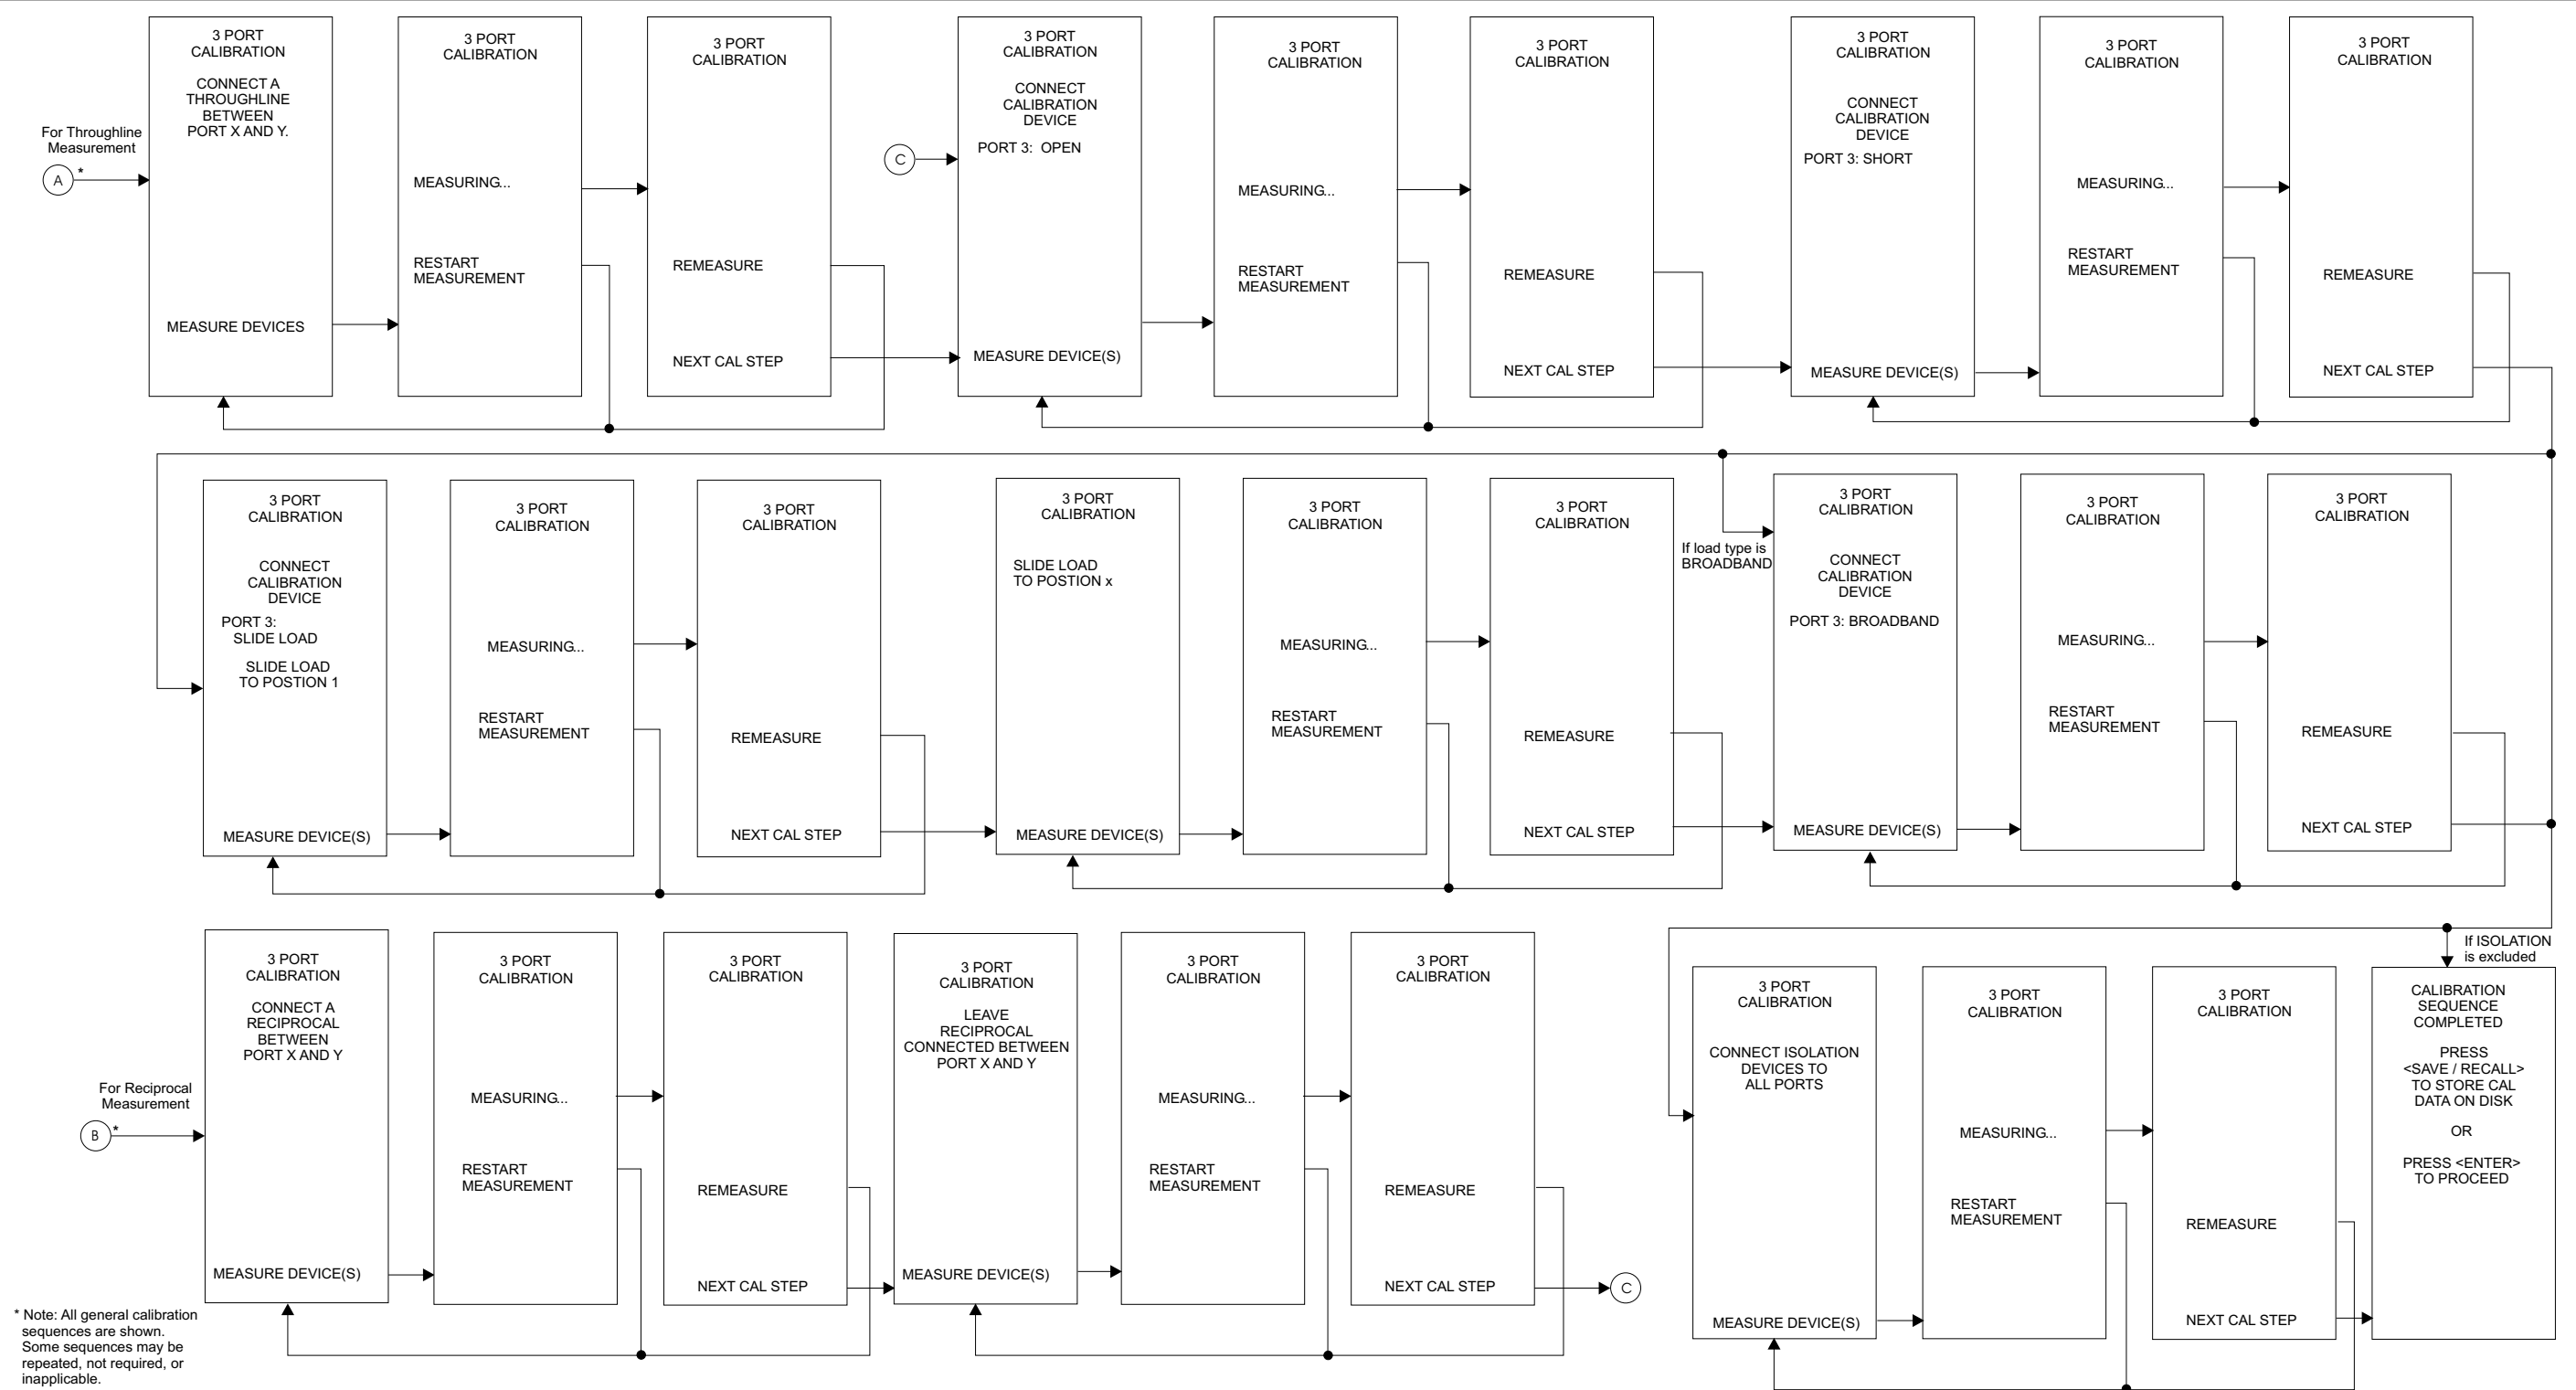 For Throughline
Measurement
A
*
3 PORT
CALIBRATION
CONNECT A
THROUGHLINE
BETWEEN
PORT X AND Y.
MEASURE DEVICES
3 PORT
CALIBRATION
MEASURING...
RESTART
MEASUREMENT
3 PORT
CALIBRATION
REMEASURE
NEXT CAL STEP
C
3 PORT
CALIBRATION
CONNECT
CALIBRATION
DEVICE
PORT 3: OPEN
MEASURE DEVICE(S)
3 PORT
CALIBRATION
MEASURING...
RESTART
MEASUREMENT
3 PORT
CALIBRATION
REMEASURE
NEXT CAL STEP
3 PORT
CALIBRATION
CONNECT
CALIBRATION
DEVICE
PORT 3: SHORT
MEASURE DEVICE(S)
3 PORT
CALIBRATION
MEASURING...
RESTART
MEASUREMENT
3 PORT
CALIBRATION
REMEASURE
NEXT CAL STEP
3 PORT
CALIBRATION
CONNECT
CALIBRATION
DEVICE
PORT 3:
SLIDE LOAD
SLIDE LOAD
TO POSTION 1
MEASURE DEVICE(S)
3 PORT
CALIBRATION
MEASURING...
RESTART
MEASUREMENT
3 PORT
CALIBRATION
REMEASURE
NEXT CAL STEP
3 PORT
CALIBRATION
SLIDE LOAD
TO POSTION x
MEASURE DEVICE(S)
3 PORT
CALIBRATION
MEASURING...
RESTART
MEASUREMENT
3 PORT
CALIBRATION
REMEASURE
NEXT CAL STEP
If load type is
BROADBAND
3 PORT
CALIBRATION
CONNECT
CALIBRATION
DEVICE
PORT 3: BROADBAND
MEASURE DEVICE(S)
3 PORT
CALIBRATION
MEASURING...
RESTART
MEASUREMENT
3 PORT
CALIBRATION
REMEASURE
NEXT CAL STEP
For Reciprocal
Measurement
B
*
3 PORT
CALIBRATION
CONNECT A
RECIPROCAL
BETWEEN
PORT X AND Y
MEASURE DEVICE(S)
3 PORT
CALIBRATION
MEASURING...
RESTART
MEASUREMENT
3 PORT
CALIBRATION
REMEASURE
NEXT CAL STEP
3 PORT
CALIBRATION
LEAVE
RECIPROCAL
CONNECTED BETWEEN
PORT X AND Y
MEASURE DEVICE(S)
3 PORT
CALIBRATION
MEASURING...
RESTART
MEASUREMENT
3 PORT
CALIBRATION
REMEASURE
NEXT CAL STEP
C
3 PORT
CALIBRATION
CONNECT ISOLATION
DEVICES TO
ALL PORTS
MEASURE DEVICE(S)
3 PORT
CALIBRATION
MEASURING...
RESTART
MEASUREMENT
3 PORT
CALIBRATION
REMEASURE
NEXT CAL STEP
If ISOLATION
is excluded
CALIBRATION
SEQUENCE
COMPLETED
PRESS
<SAVE / RECALL>
TO STORE CAL
DATA ON DISK
OR
PRESS <ENTER>
TO PROCEED
* Note: All general calibration
sequences are shown.
Some sequences may be
repeated, not required, or
inapplicable.